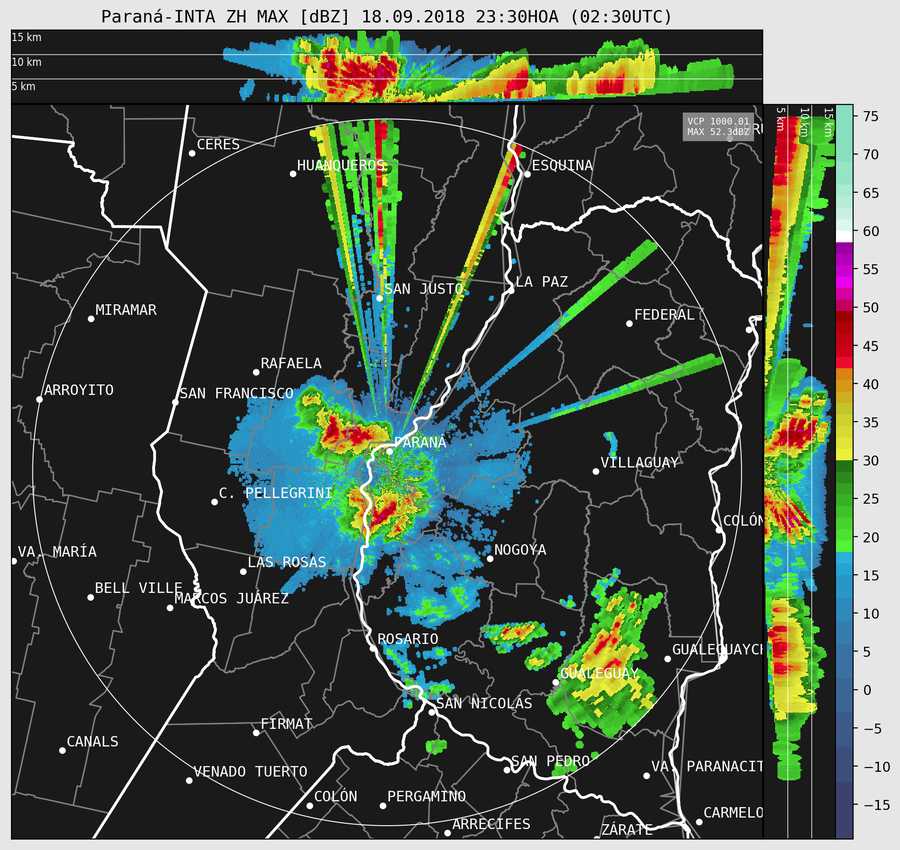 Paraná-INTA ZH MAX [dBZ] 18.09.2018 23:30HOA (02:30UTC)
15 km
10 km
5 km
5 km
10 km
15 km
VCP 1000.01
MAX 52.3dBZ
CERES
HUANQUEROS
ESQUINA
SAN JUSTO
LA PAZ
MIRAMAR
FEDERAL
RAFAELA
ARROYITO
SAN FRANCISCO
PARANÁ
VILLAGUAY
C. PELLEGRINI
COLÓN
VA. MARÍA
NOGOYA
LAS ROSAS
BELL VILLE
MARCOS JUÁREZ
ROSARIO
GUALEGUAYCH
GUALEGUAY
SAN NICOLÁS
FIRMAT
CANALS
SAN PEDRO
VENADO TUERTO
VA. PARANACIT
COLÓN
PERGAMINO
CARMELO
ARRECIFES
ZÁRATE
75
70
65
60
55
50
45
40
35
30
25
20
15
10
5
0
−5
−10
−15